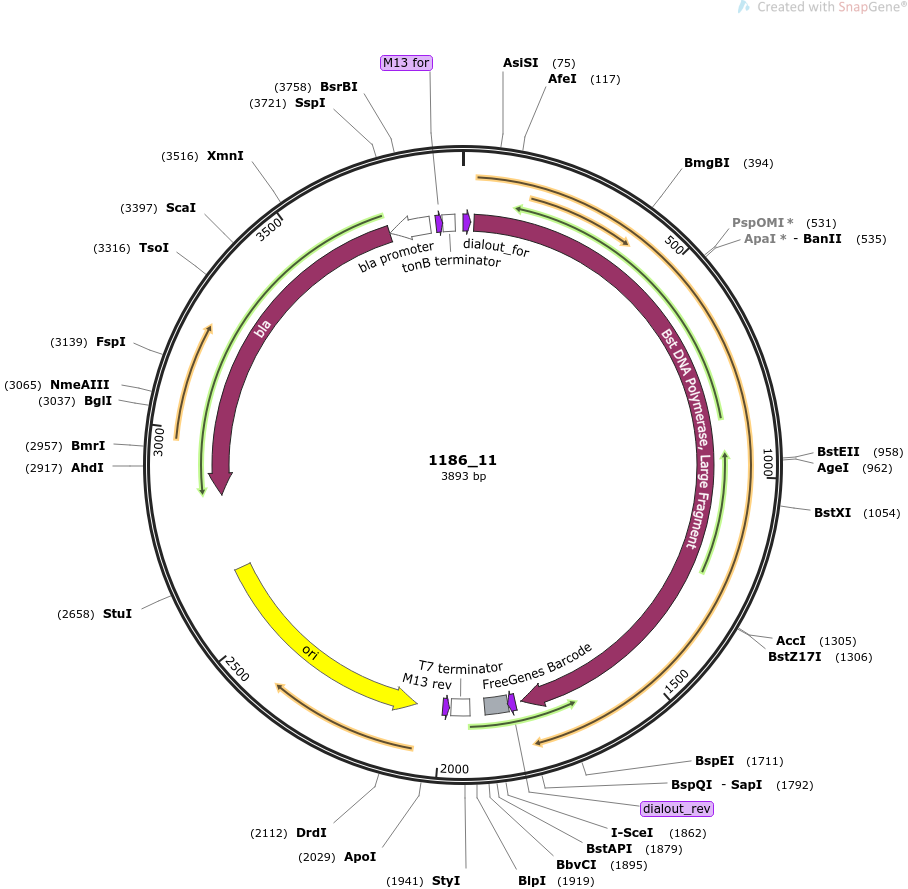 Created with SnapGene®
M13 for
AsiSI (75)
AfeI (117)
(3758) BsrBI
(3721) SspI
(3516) XmnI
BmgBI (394)
(3397) ScaI
PspOMI * (531)
ApaI * - BanII (535)
(3316) TsoI
3500
500
bla promoter
tonB terminator
dialout_for
bla
Bst DNA Polymerase, Large Fragment
(3139) FspI
(3065) NmeAIII
(3037) BglI
3000
(2957) BmrI
(2917) AhdI
1186_11
3893 bp
1000
BstEII (958)
AgeI (962)
BstXI (1054)
(2658) StuI
AccI (1305)
BstZ17I (1306)
ori
2500
T7 terminator
M13 rev
FreeGenes Barcode
1500
2000
BspEI (1711)
BspQI - SapI (1792)
dialout_rev
(2112) DrdI
I-SceI (1862)
(2029) ApoI
BstAPI (1879)
BbvCI (1895)
(1941) StyI
BlpI (1919)